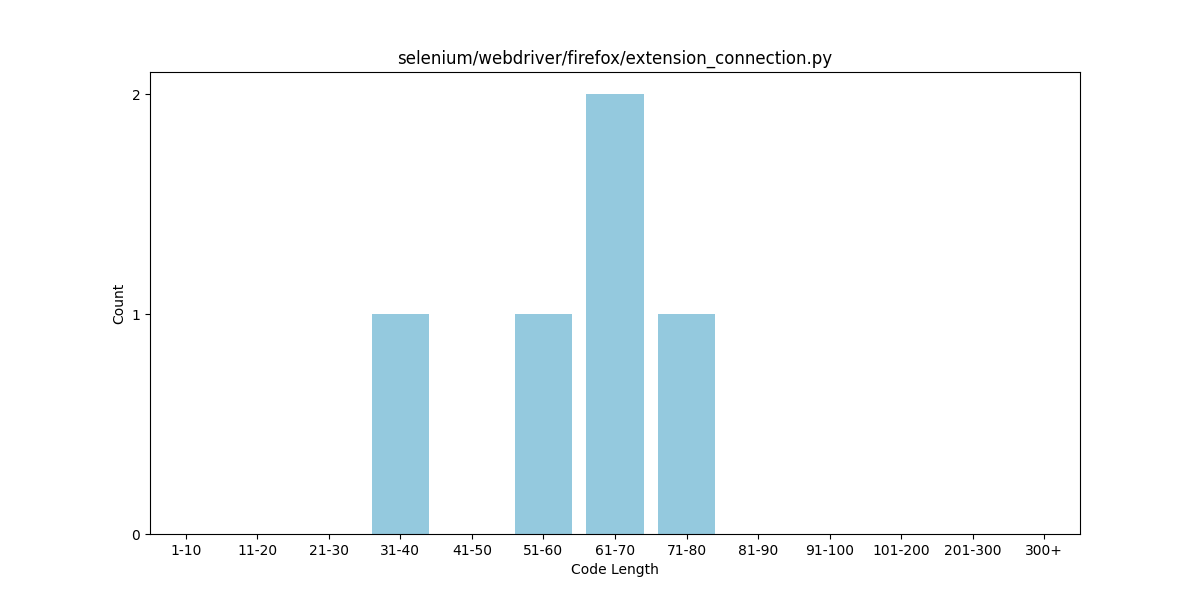 selenium/webdriver/firefox/extension_connection.py
2
1
0
Count
1-10 11-20 21-30 31-40 41-50 51-60 61-70 71-80 81-90 91-100 101-200 201-300 300+
Code Length